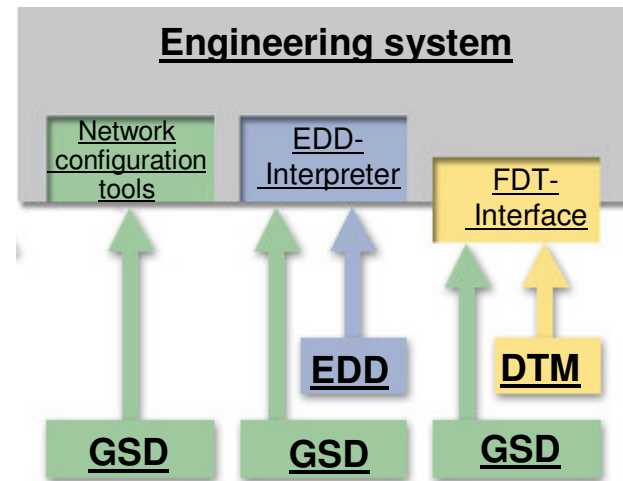 Engineering system
Network
configuration
tools
EDD-
Interpreter
FDT-
Interface
EDD
DTM
GSD
GSD
GSD